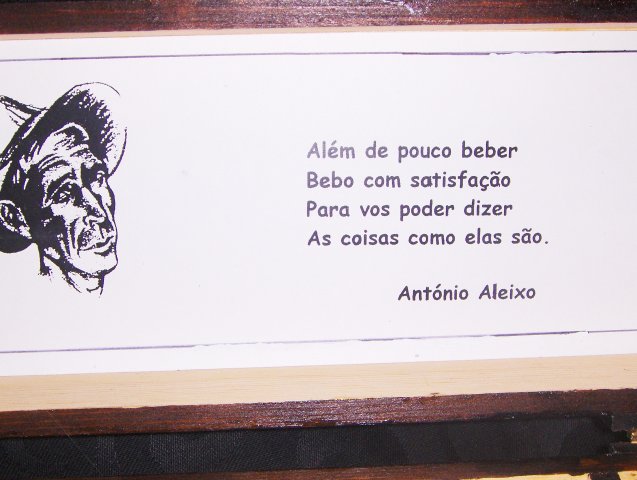 Além de pouco beber
Bebo com satisfação
Para vos poder dizer
As coisas como elas são.
António Aleixo